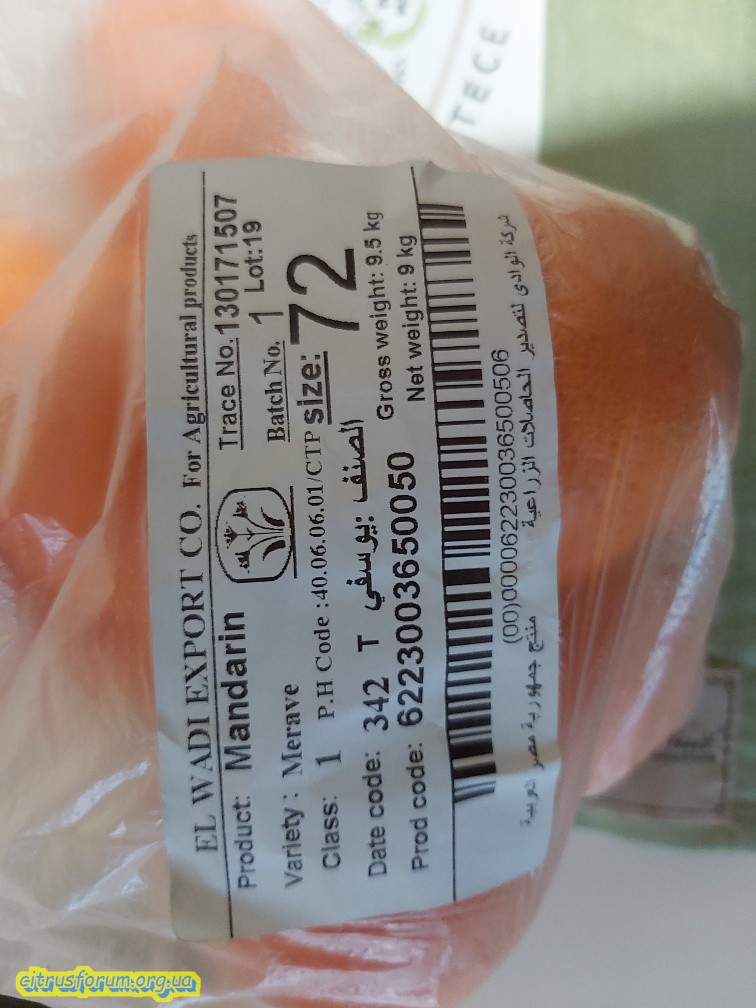 EL WADI EXPORT CO. For Agricultural products
Product: Mandarin
Trace No.130171507
Variety : Merave
Batch No. 1 Lot:19
Class: 1 P.H Code :40.06.06.01/CTP size: 72
Date code: 342 T الصنف :يوسفي Gross weight: 9.5 kg
Prod code: 6223003650050 Net weight: 9 kg
(00)00006223003650 0506
شركة الوادى لتصدير الحاصلات الزراعية منتج جمهورية مصر العربية
TECE
citrusforum.org.ua